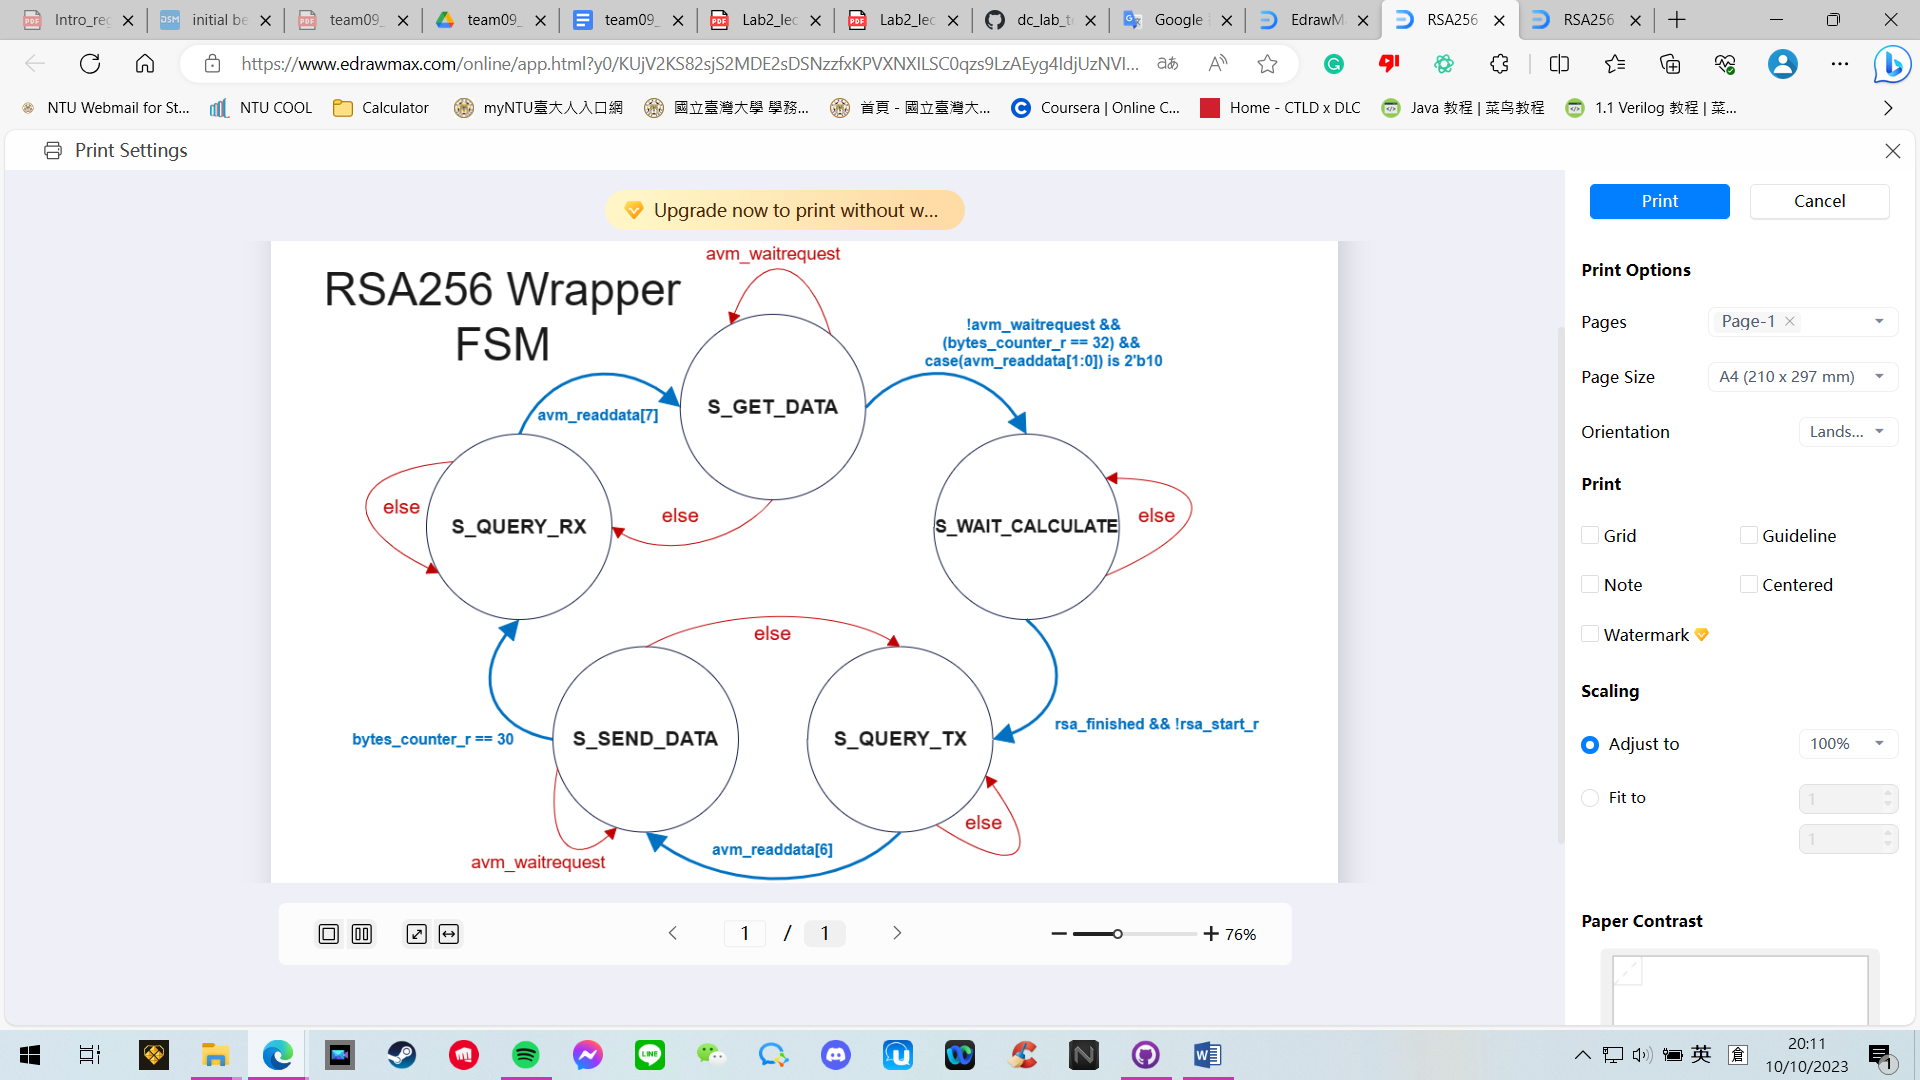 Intro_re
initial be
team09_
team09_
team09_
Lab2_lec
Lab2_lec
dc_lab_t
Google
EdrawM
RSA256
RSA256
https://www.edrawmax.com/online/app.html?y0/KUjV2KS82sjS2MDE2sDSNzzfxKPVXNXILSC0qzs9LzAEyg4IdjUzNVI...
NTU Webmail for St...
NTU COOL
Calculator
myNTU臺大人入口網
國立臺灣大學 學務...
首頁 - 國立臺灣大...
Coursera | Online C...
Home - CTLD x DLC
Java 教程 | 菜鸟教程
1.1 Verilog 教程 | 菜...
Print Settings
Upgrade now to print without w...
RSA256 Wrapper
FSM
avm_waitrequest
!avm_waitrequest &&
(bytes_counter_r == 32) &&
case(avm_readdata[1:0]) is 2'b10
S_GET_DATA
avm_readdata[7]
else
S_QUERY_RX
else
S_WAIT_CALCULATE
else
else
bytes_counter_r == 30
S_SEND_DATA
S_QUERY_TX
rsa_finished && !rsa_start_r
else
avm_readdata[6]
avm_waitrequest
1 / 1
76%
Print
Cancel
Print Options
Pages
Page-1
Page Size
A4 (210 x 297 mm)
Orientation
Lands...
Print
Grid
Guideline
Note
Centered
Watermark
Scaling
Adjust to
100%
Fit to
1
1
Paper Contrast
英
倉
20:11
10/10/2023
1